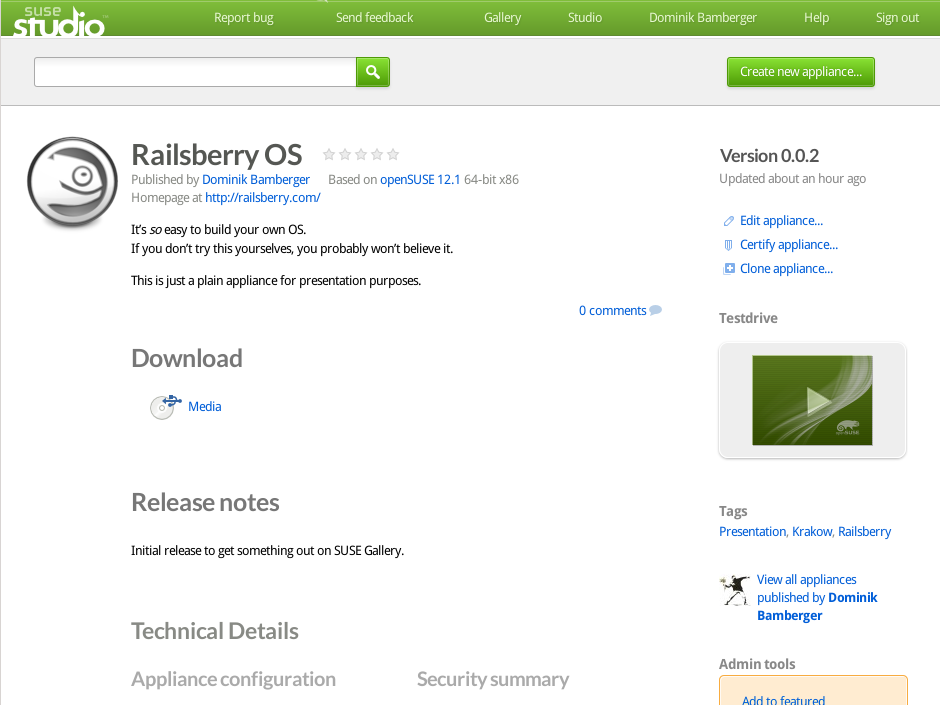 suse
studio
Report bug Send feedback Gallery Studio Dominik Bamberger Help Sign out
Create new appliance...
Railsberry OS
Version 0.0.2
Published by Dominik Bamberger Based on openSUSE 12.1 64-bit x86
Updated about an hour ago
Homepage at http://railsberry.com/
It's so easy to build your own OS.
If you don't try this yourselves, you probably won't believe it.
This is just a plain appliance for presentation purposes.
Edit appliance...
Certify appliance...
Clone appliance...
0 comments
Testdrive
openSUSE
Download
Media
Release notes
Initial release to get something out on SUSE Gallery.
Tags
Presentation, Krakow, Railsberry
View all appliances
published by Dominik
Bamberger
Technical Details
Appliance configuration Security summary
Admin tools
Add to featured